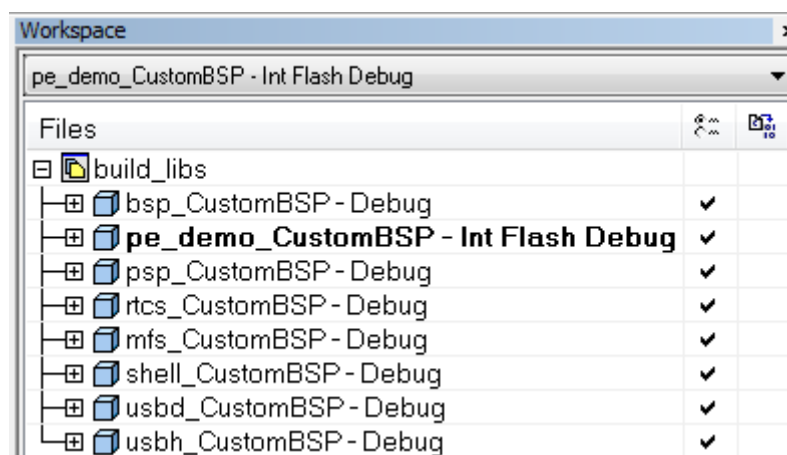 Workspace
pe_demo_CustomBSP - Int Flash Debug
Files
build_libs
bsp_CustomBSP - Debug
pe_demo_CustomBSP - Int Flash Debug
psp_CustomBSP - Debug
rtcs_CustomBSP - Debug
mfs_CustomBSP - Debug
shell_CustomBSP - Debug
usbd_CustomBSP - Debug
usbh_CustomBSP - Debug